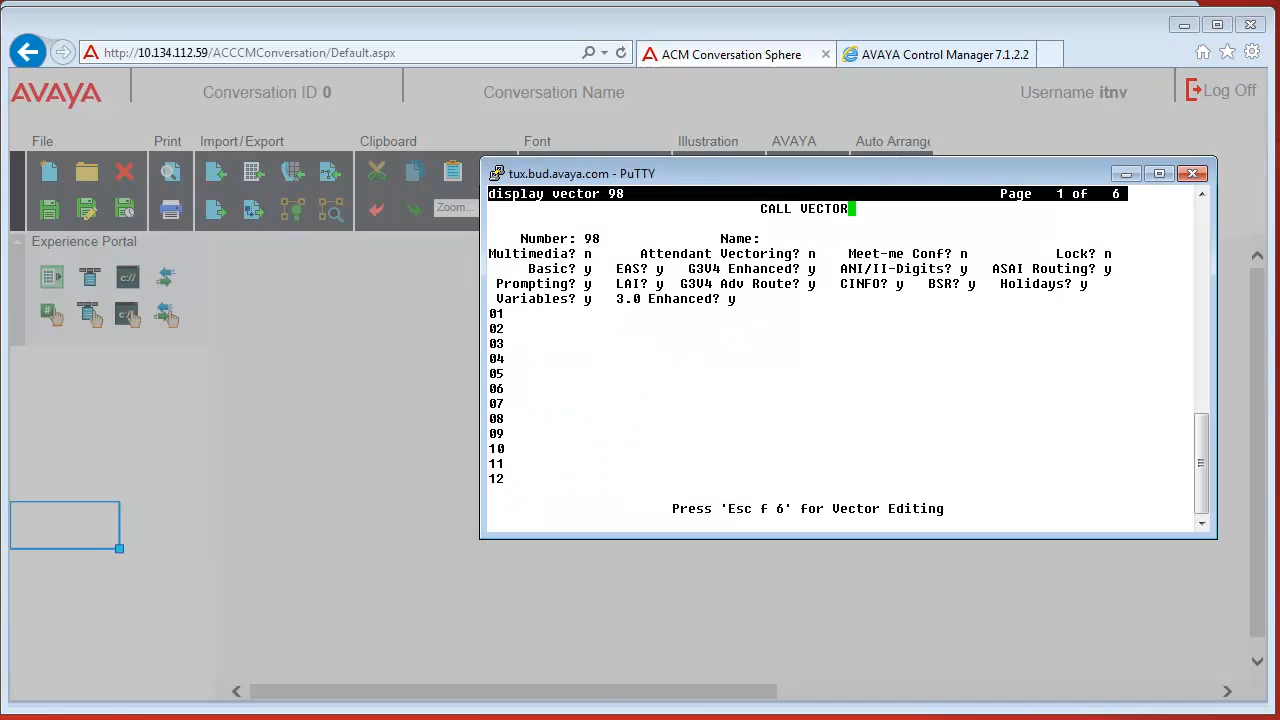 http://10.134.112.59/ACCCMConversation/Default.aspx
ACM Conversation Sphere
AVAYA Control Manager 7.1.2.2
AVAYA
Conversation ID 0
Conversation Name
Username itnv
Log Off
File
Print
Import/Export
Clipboard
Font
Illustration
AVAYA
Auto Arrange
Zoom...
Experience Portal
tux.bud.avaya.com - PuTTY
display vector 98 Page 1 of 6
CALL VECTOR
Number: 98 Name:
Multimedia? n Attendant Vectoring? n Meet-me Conf? n Lock? n
Basic? y EAS? y G3V4 Enhanced? y ANI/II-Digits? y ASAI Routing? y
Prompting? y LAI? y G3V4 Adv Route? y CINFO? y BSR? y Holidays? y
Variables? y 3.0 Enhanced? y
01
02
03
04
05
06
07
08
09
10
11
12
Press 'Esc f 6' for Vector Editing